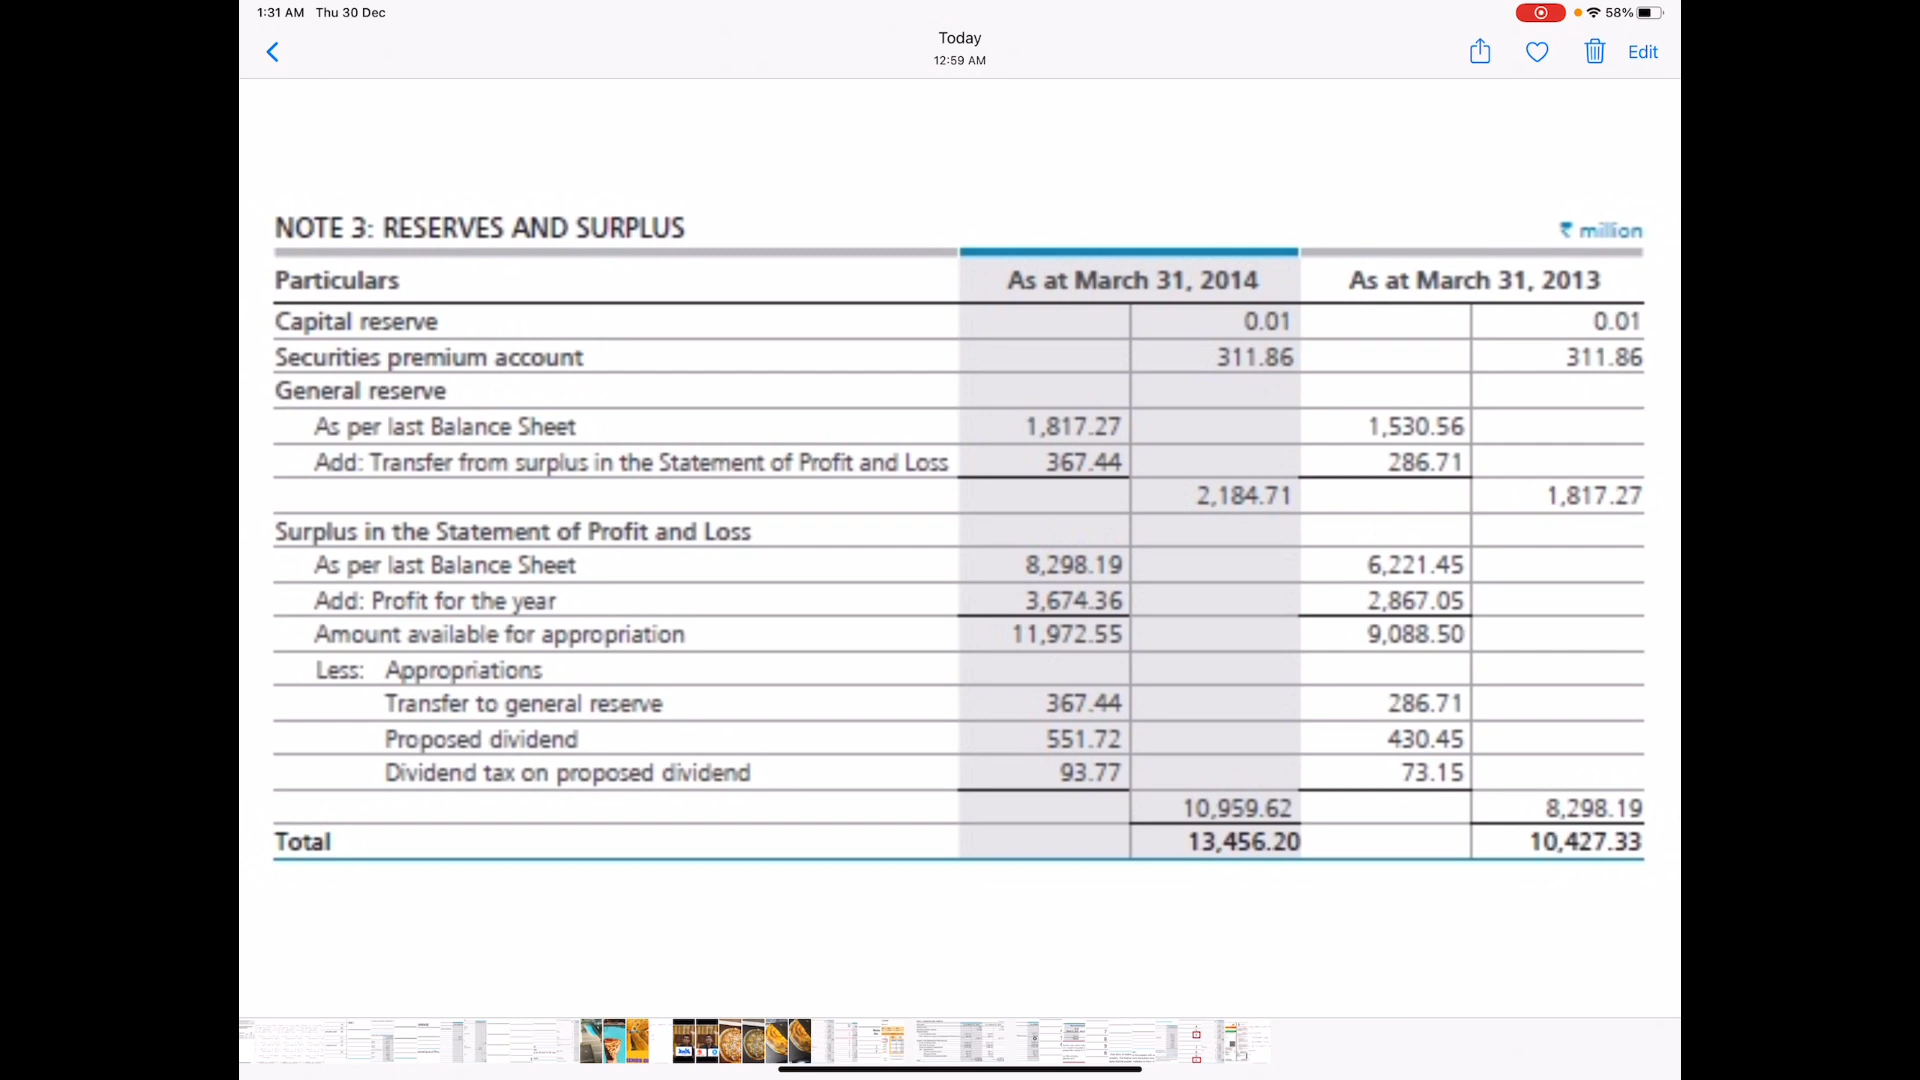 1:31 AM Thu 30 Dec
58%
Today
12:59 AM
Edit
NOTE 3: RESERVES AND SURPLUS
₹ million
Particulars As at March 31, 2014 As at March 31, 2013
Capital reserve 0.01 0.01
Securities premium account 311.86 311.86
General reserve
As per last Balance Sheet 1,817.27 1,530.56
Add: Transfer from surplus in the Statement of Profit and Loss 367.44 286.71
2,184.71 1,817.27
Surplus in the Statement of Profit and Loss
As per last Balance Sheet 8,298.19 6,221.45
Add: Profit for the year 3,674.36 2,867.05
Amount available for appropriation 11,972.55 9,088.50
Less: Appropriations
Transfer to general reserve 367.44 286.71
Proposed dividend 551.72 430.45
Dividend tax on proposed dividend 93.77 73.15
10,959.62 8,298.19
Total 13,456.20 10,427.33